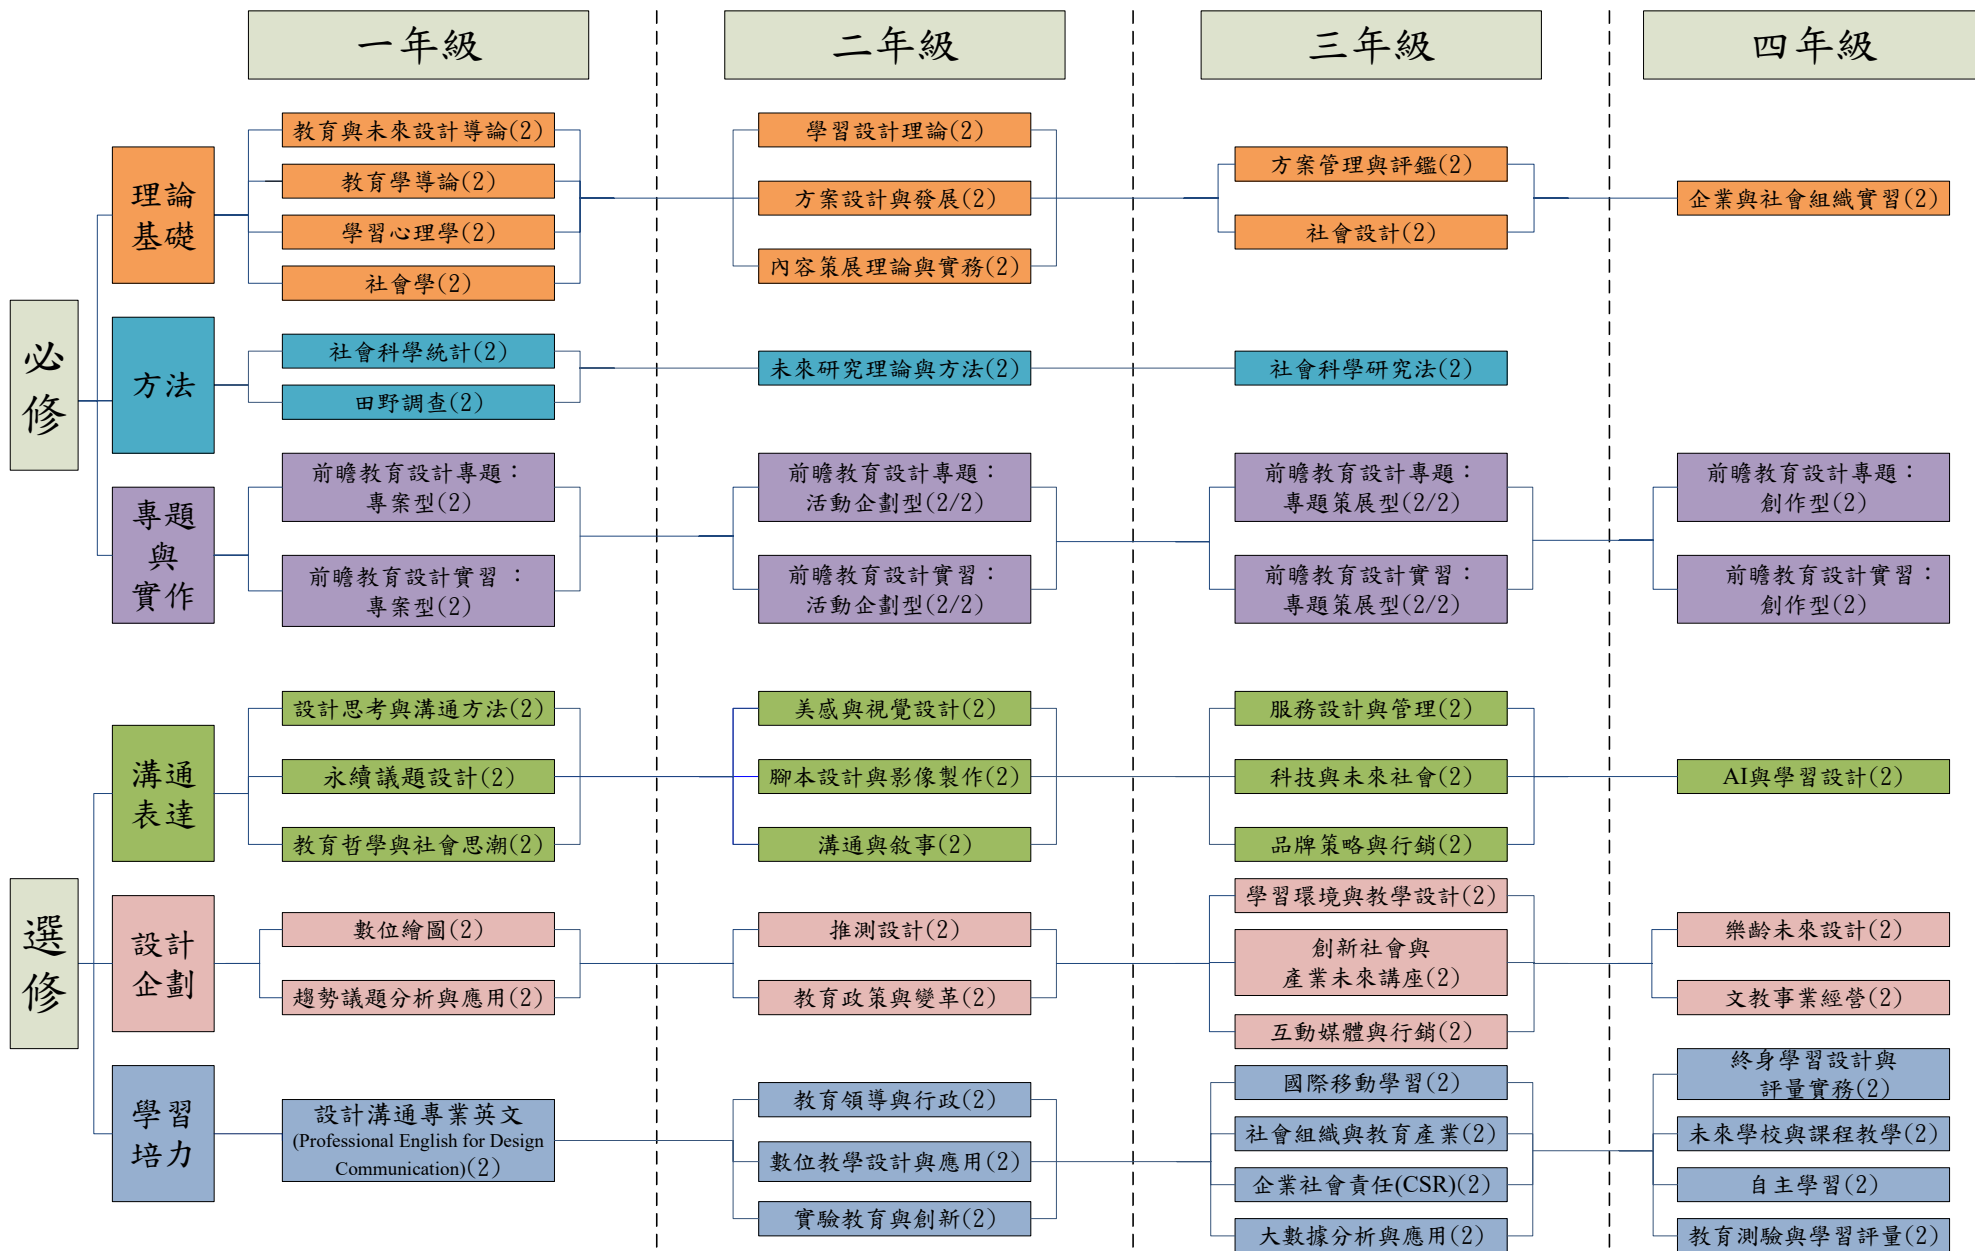 一年級
二年級
三年級
四年級
必
修
理論
基礎
教育與未來設計導論(2)
教育學導論(2)
學習心理學(2)
社會學(2)
學習設計理論(2)
方案設計與發展(2)
內容策展理論與實務(2)
方案管理與評鑑(2)
社會設計(2)
企業與社會組織實習(2)
方法
社會科學統計(2)
田野調查(2)
未來研究理論與方法(2)
社會科學研究法(2)
專題
與
實作
前瞻教育設計專題：
專案型(2)
前瞻教育設計實習：
專案型(2)
前瞻教育設計專題：
活動企劃型(2/2)
前瞻教育設計實習：
活動企劃型(2/2)
前瞻教育設計專題：
專題策展型(2/2)
前瞻教育設計實習：
專題策展型(2/2)
前瞻教育設計專題：
創作型(2)
前瞻教育設計實習：
創作型(2)
選
修
溝通
表達
設計思考與溝通方法(2)
永續議題設計(2)
教育哲學與社會思潮(2)
美感與視覺設計(2)
腳本設計與影像製作(2)
溝通與敘事(2)
服務設計與管理(2)
科技與未來社會(2)
品牌策略與行銷(2)
AI與學習設計(2)
設計
企劃
數位繪圖(2)
趨勢議題分析與應用(2)
推測設計(2)
教育政策與變革(2)
學習環境與教學設計(2)
創新社會與
產業未來講座(2)
互動媒體與行銷(2)
樂齡未來設計(2)
文教事業經營(2)
學習
培力
設計溝通專業英文
(Professional English for Design
Communication)(2)
教育領導與行政(2)
數位教學設計與應用(2)
實驗教育與創新(2)
國際移動學習(2)
社會組織與教育產業(2)
企業社會責任(CSR)(2)
大數據分析與應用(2)
終身學習設計與
評量實務(2)
未來學校與課程教學(2)
自主學習(2)
教育測驗與學習評量(2)